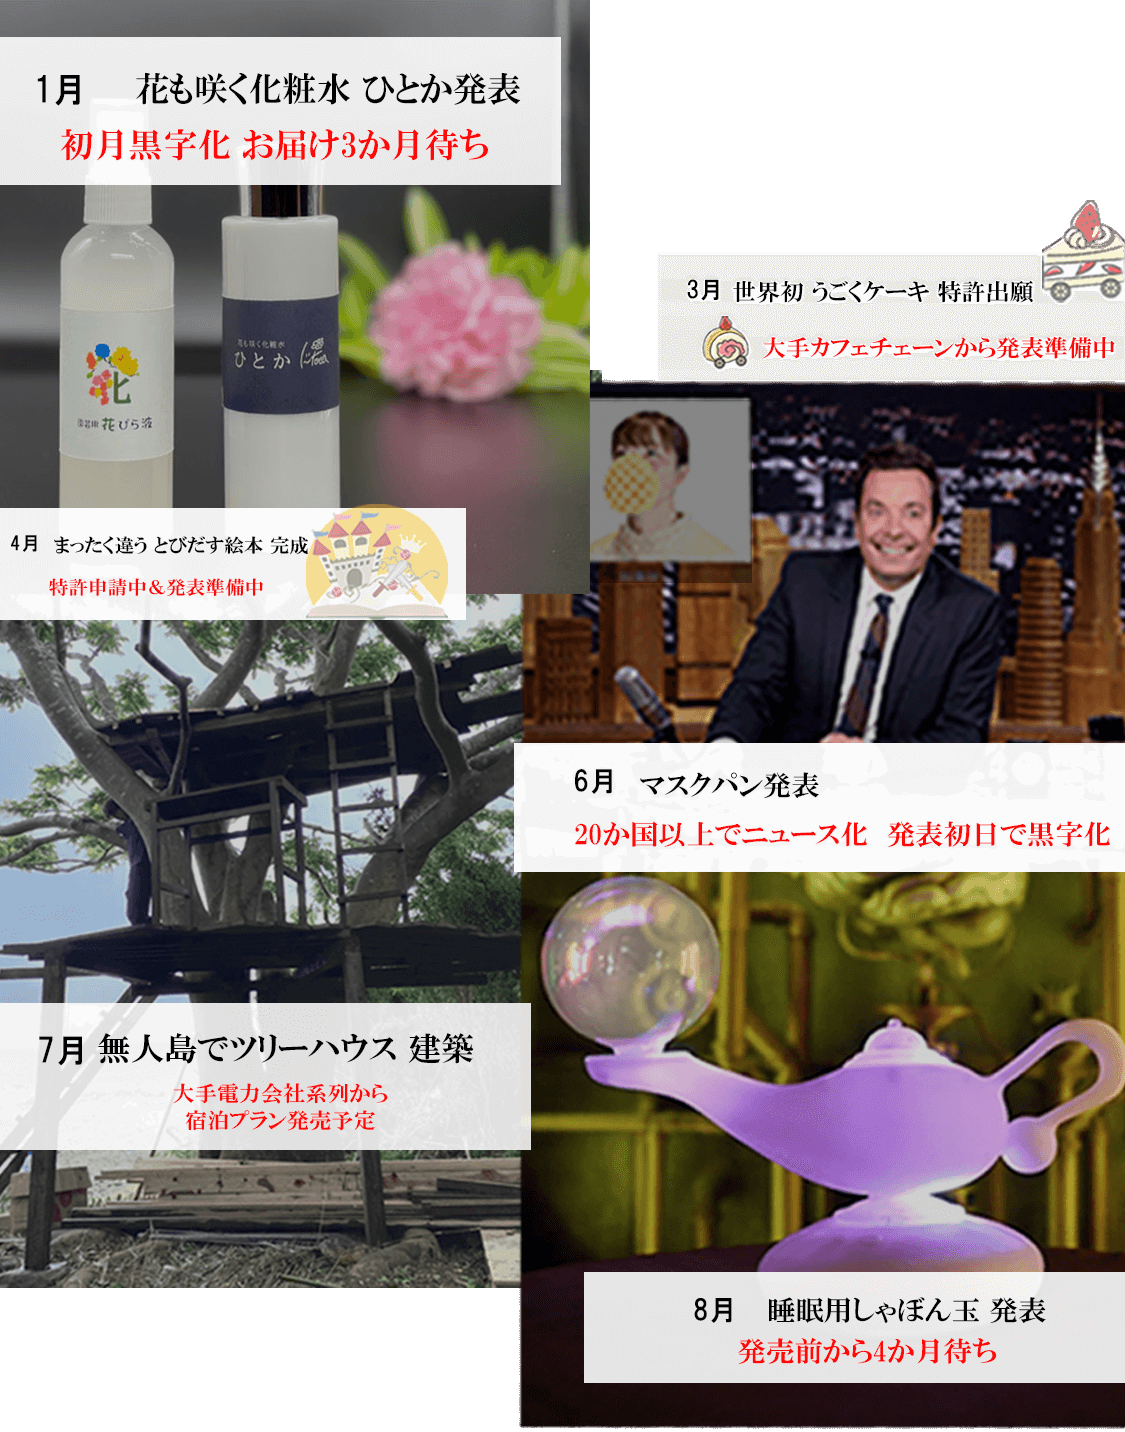 1月 花も咲く化粧水 ひとか発表
初月黒字化 お届け3か月待ち
花も咲く化粧水
ひとか
花びら液
3月 世界初 うごくケーキ 特許出願
大手カフェチェーンから発表準備中
4月 まったく違う とびだす絵本 完成
特許申請中&発表準備中
6月 マスクパン発表
20か国以上でニュース化 発表初日で黒字化
7月 無人島でツリーハウス 建築
大手電力会社系列から
宿泊プラン発売予定
8月 睡眠用しゃぼん玉 発表
発売前から4か月待ち